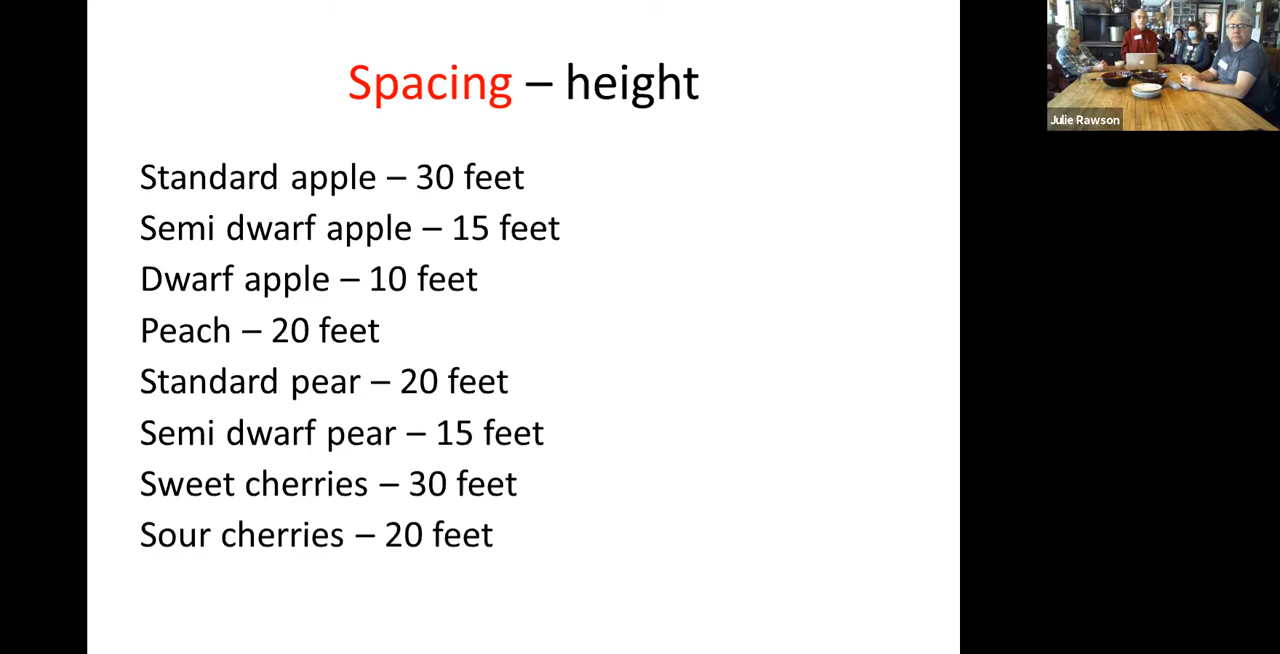 Spacing – height
Standard apple – 30 feet
Semi dwarf apple – 15 feet
Dwarf apple – 10 feet
Peach – 20 feet
Standard pear – 20 feet
Semi dwarf pear – 15 feet
Sweet cherries – 30 feet
Sour cherries – 20 feet
Julie Rawson